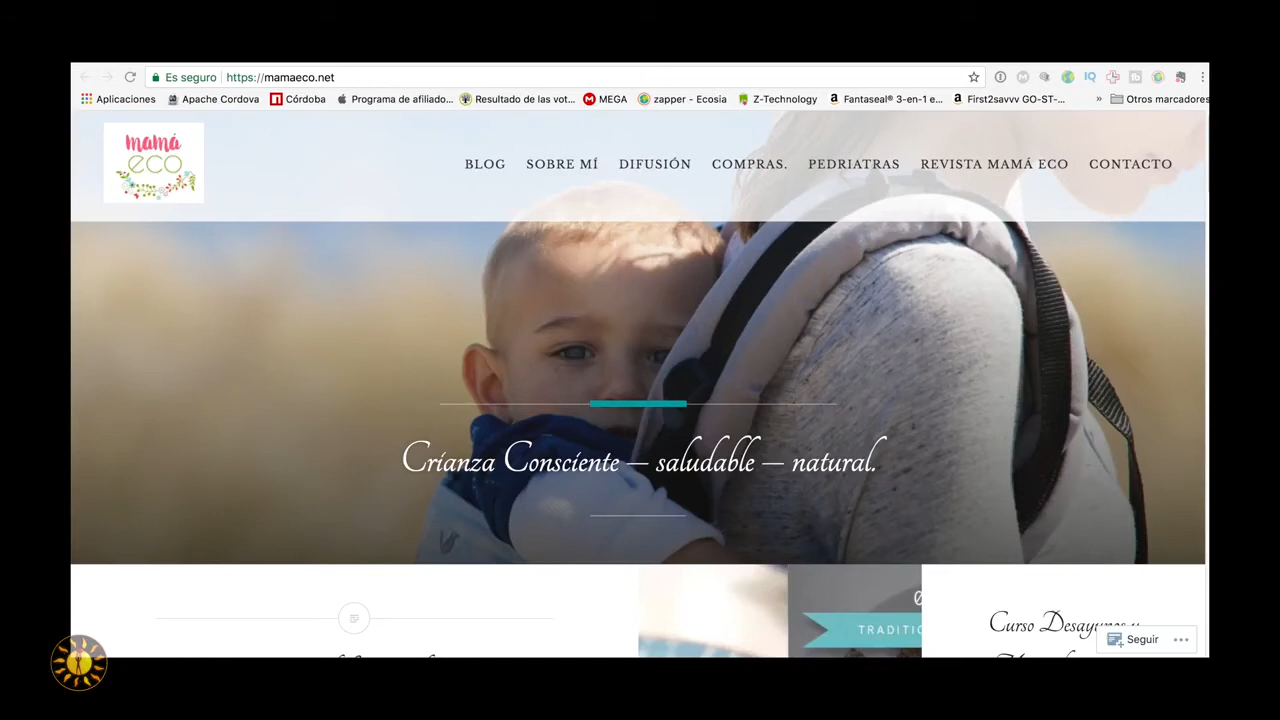 Es seguro https://mamaeco.net
Aplicaciones Apache Cordova Córdoba Programa de afiliado... Resultado de las vot... MEGA zapper - Ecosia Z-Technology Fantaseal® 3-en-1 e... First2savvv GO-ST-... » Otros marcadores
mamá
eco
BLOG SOBRE MÍ DIFUSIÓN COMPRAS. PEDRIATRAS REVISTA MAMÁ ECO CONTACTO
Crianza Consciente — saludable — natural.
TRADITIC
Curso Desayunos y
Seguir